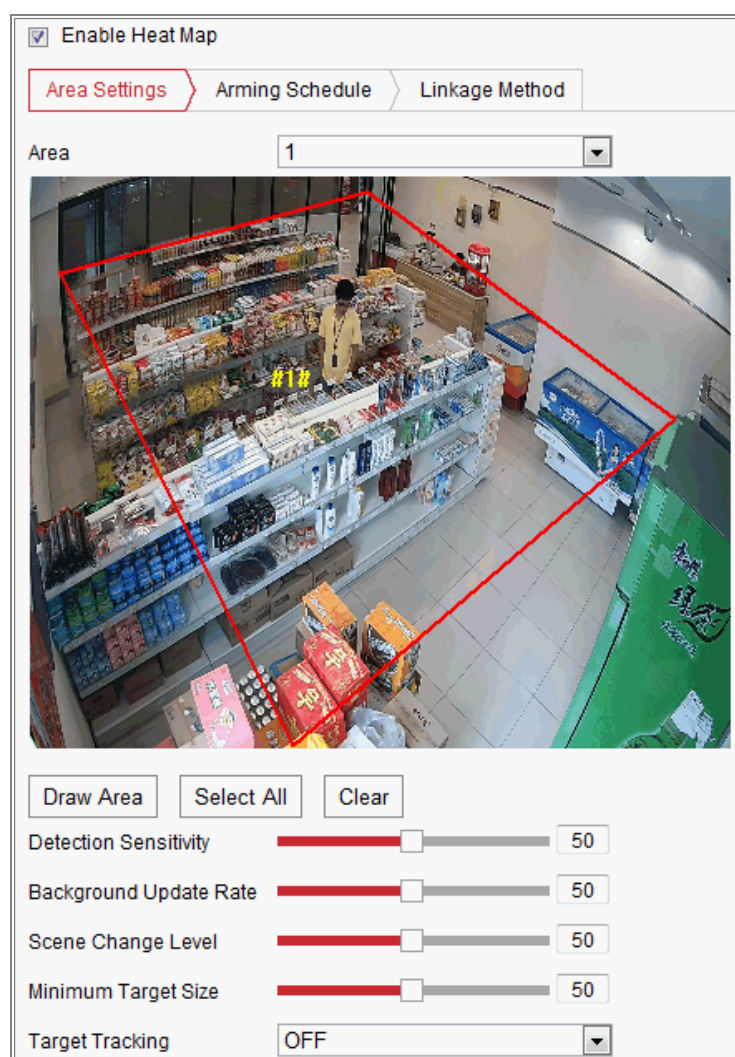 Enable Heat Map
Area Settings
Arming Schedule
Linkage Method
Area
1
#1#
Draw Area
Select All
Clear
Detection Sensitivity
50
Background Update Rate
50
Scene Change Level
50
Minimum Target Size
50
Target Tracking
OFF